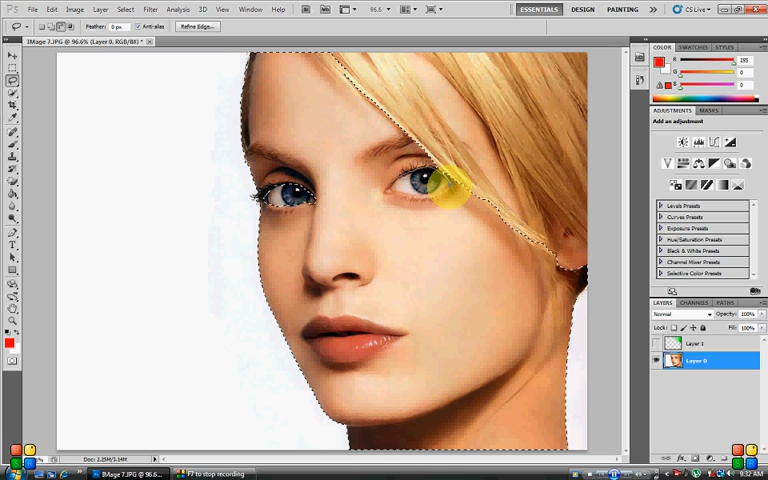 File Edit Image Layer Select Filter Analysis 3D View Window Help
96.6
ESSENTIALS DESIGN PAINTING
CS Live
Feather: 0 px
Anti-alias
Refine Edge...
IMage 7.JPG @ 96.6% (Layer 0, RGB/8#) *
COLOR SWATCHES STYLES
R 255
G 0
B 0
ADJUSTMENTS MASKS
Add an adjustment
Levels Presets
Curves Presets
Exposure Presets
Hue/Saturation Presets
Black & White Presets
Channel Mixer Presets
Selective Color Presets
LAYERS CHANNELS PATHS
Normal Opacity: 100%
Lock: Fill: 100%
Layer 1
Layer 0
Doc: 2.25M/3.14M
IMage 7.JPG @ 96.6...
F7 to stop recording
9:32 AM